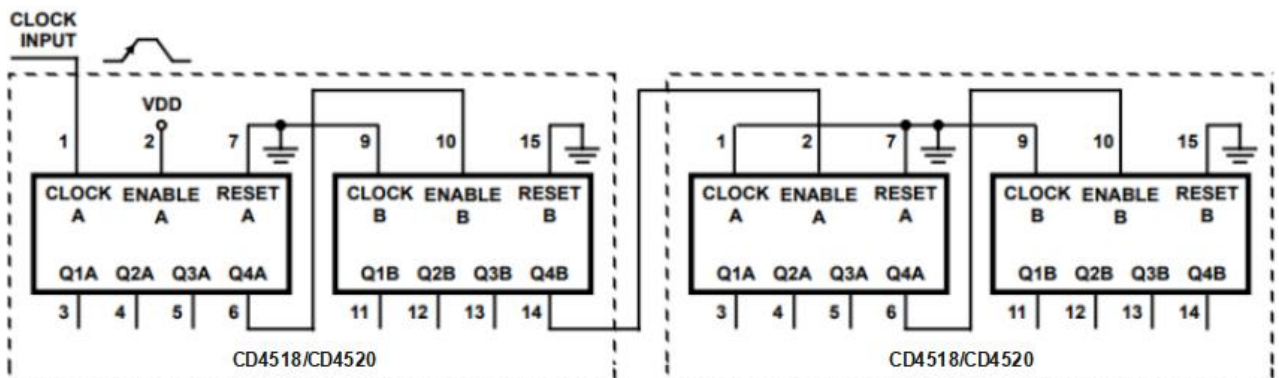 CLOCK
INPUT
VDD
1 2 7 9 10 15 1 2 7 9 10 15
CLOCK ENABLE RESET CLOCK ENABLE RESET CLOCK ENABLE RESET CLOCK ENABLE RESET
A A A B B B A A A B B B
Q1A Q2A Q3A Q4A Q1B Q2B Q3B Q4B Q1A Q2A Q3A Q4A Q1B Q2B Q3B Q4B
3 4 5 6 11 12 13 14 3 4 5 6 11 12 13 14
CD4518/CD4520 CD4518/CD4520